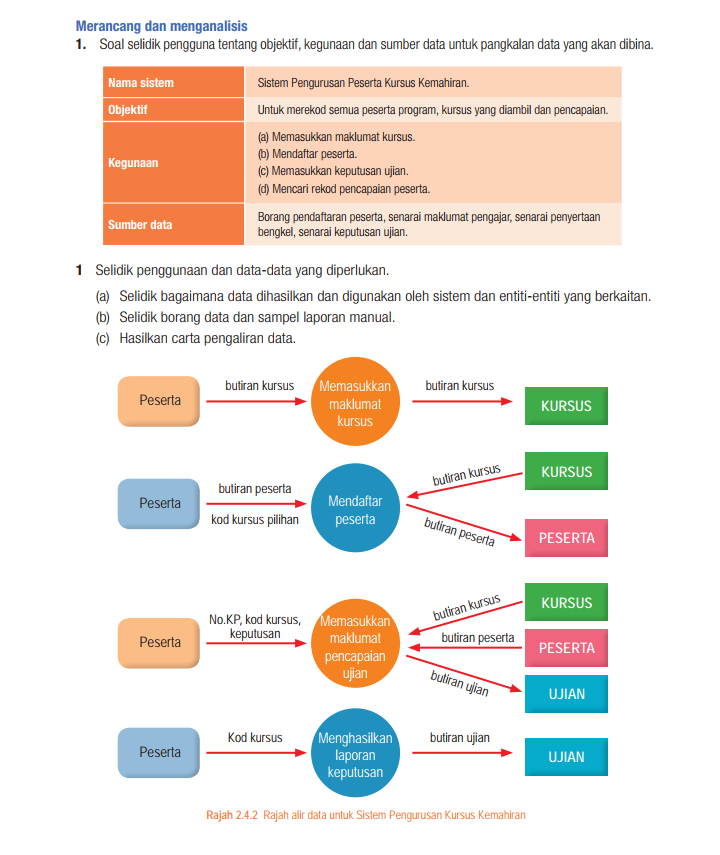 Merancang dan menganalisis
1. Soal selidik pengguna tentang objektif, kegunaan dan sumber data untuk pangkalan data yang akan dibina.
Nama sistem
Sistem Pengurusan Peserta Kursus Kemahiran.
Objektif
Untuk merekod semua peserta program, kursus yang diambil dan pencapaian.
Kegunaan
(a) Memasukkan maklumat kursus.
(b) Mendaftar peserta.
(c) Memasukkan keputusan ujian.
(d) Mencari rekod pencapaian peserta.
Sumber data
Borang pendaftaran peserta, senarai maklumat pengajar, senarai penyertaan
bengkel, senarai keputusan ujian.
1 Selidik penggunaan dan data-data yang diperlukan.
(a) Selidik bagaimana data dihasilkan dan digunakan oleh sistem dan entiti-entiti yang berkaitan.
(b) Selidik borang data dan sampel laporan manual.
(c) Hasilkan carta pengaliran data.
Peserta
butiran kursus
Memasukkan
maklumat
kursus
butiran kursus
KURSUS
Peserta
butiran peserta
kod kursus pilihan
Mendaftar
peserta
butiran kursus
KURSUS
butiran peserta
PESERTA
Peserta
No.KP, kod kursus,
keputusan
Memasukkan
maklumat
pencapaian
ujian
butiran kursus
KURSUS
butiran peserta
PESERTA
butiran ujian
UJIAN
Peserta
Kod kursus
Menghasilkan
laporan
keputusan
butiran ujian
UJIAN
Rajah 2.4.2 Rajah alir data untuk Sistem Pengurusan Kursus Kemahiran